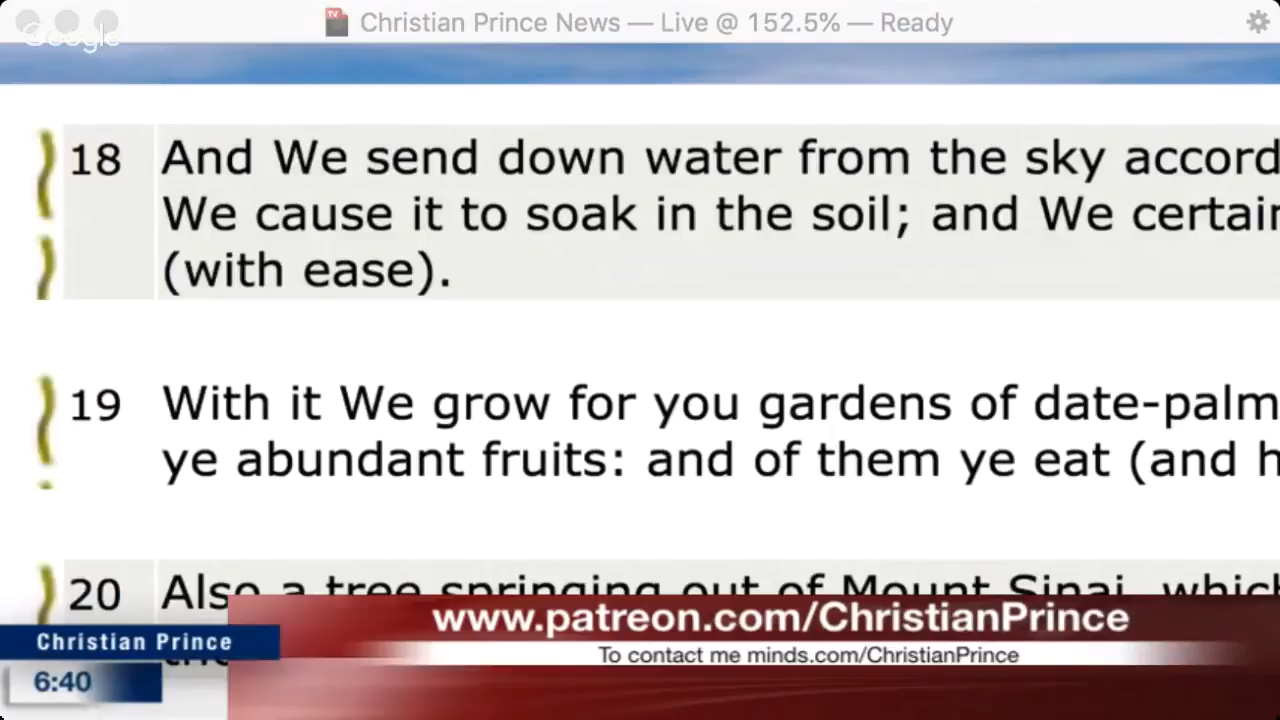 Christian Prince News — Live @ 152.5% — Ready
Google
18 And We send down water from the sky accord
We cause it to soak in the soil; and We certain
(with ease).
19 With it We grow for you gardens of date-palm
ye abundant fruits: and of them ye eat (and h
20 Also a tree springing out of Mount Sinai, which
www.patreon.com/ChristianPrince
Christian Prince
To contact me minds.com/ChristianPrince
6:40